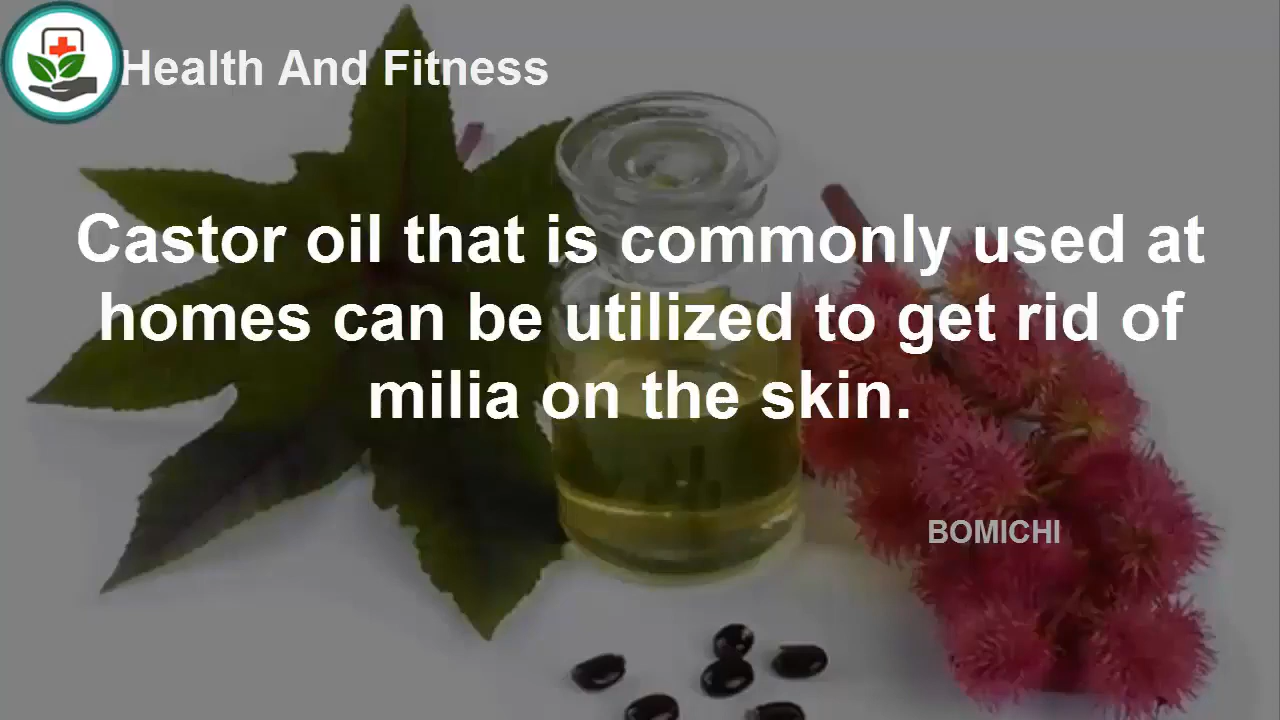 Health And Fitness
Castor oil that is commonly used at
homes can be utilized to get rid of
milia on the skin.
BOMICHI